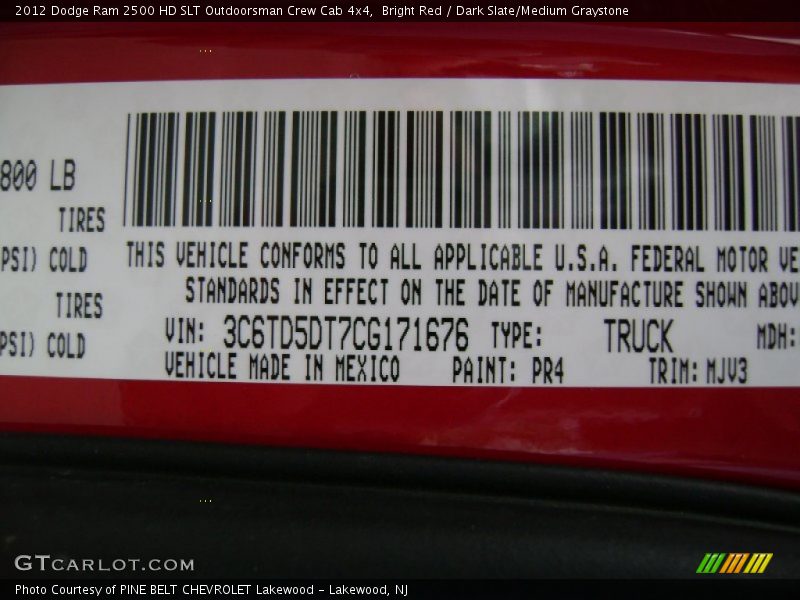 2012 Dodge Ram 2500 HD SLT Outdoorsman Crew Cab 4x4, Bright Red / Dark Slate/Medium Graystone
800 LB
TIRES
PSI) COLD
TIRES
PSI) COLD
THIS VEHICLE CONFORMS TO ALL APPLICABLE U.S.A. FEDERAL MOTOR VE
STANDARDS IN EFFECT ON THE DATE OF MANUFACTURE SHOWN ABOV
VIN: 3C6TD5DT7CG171676 TYPE: TRUCK MDH:
VEHICLE MADE IN MEXICO PAINT: PR4 TRIM: MJV3
GTCARLOT.COM
Photo Courtesy of PINE BELT CHEVROLET Lakewood - Lakewood, NJ